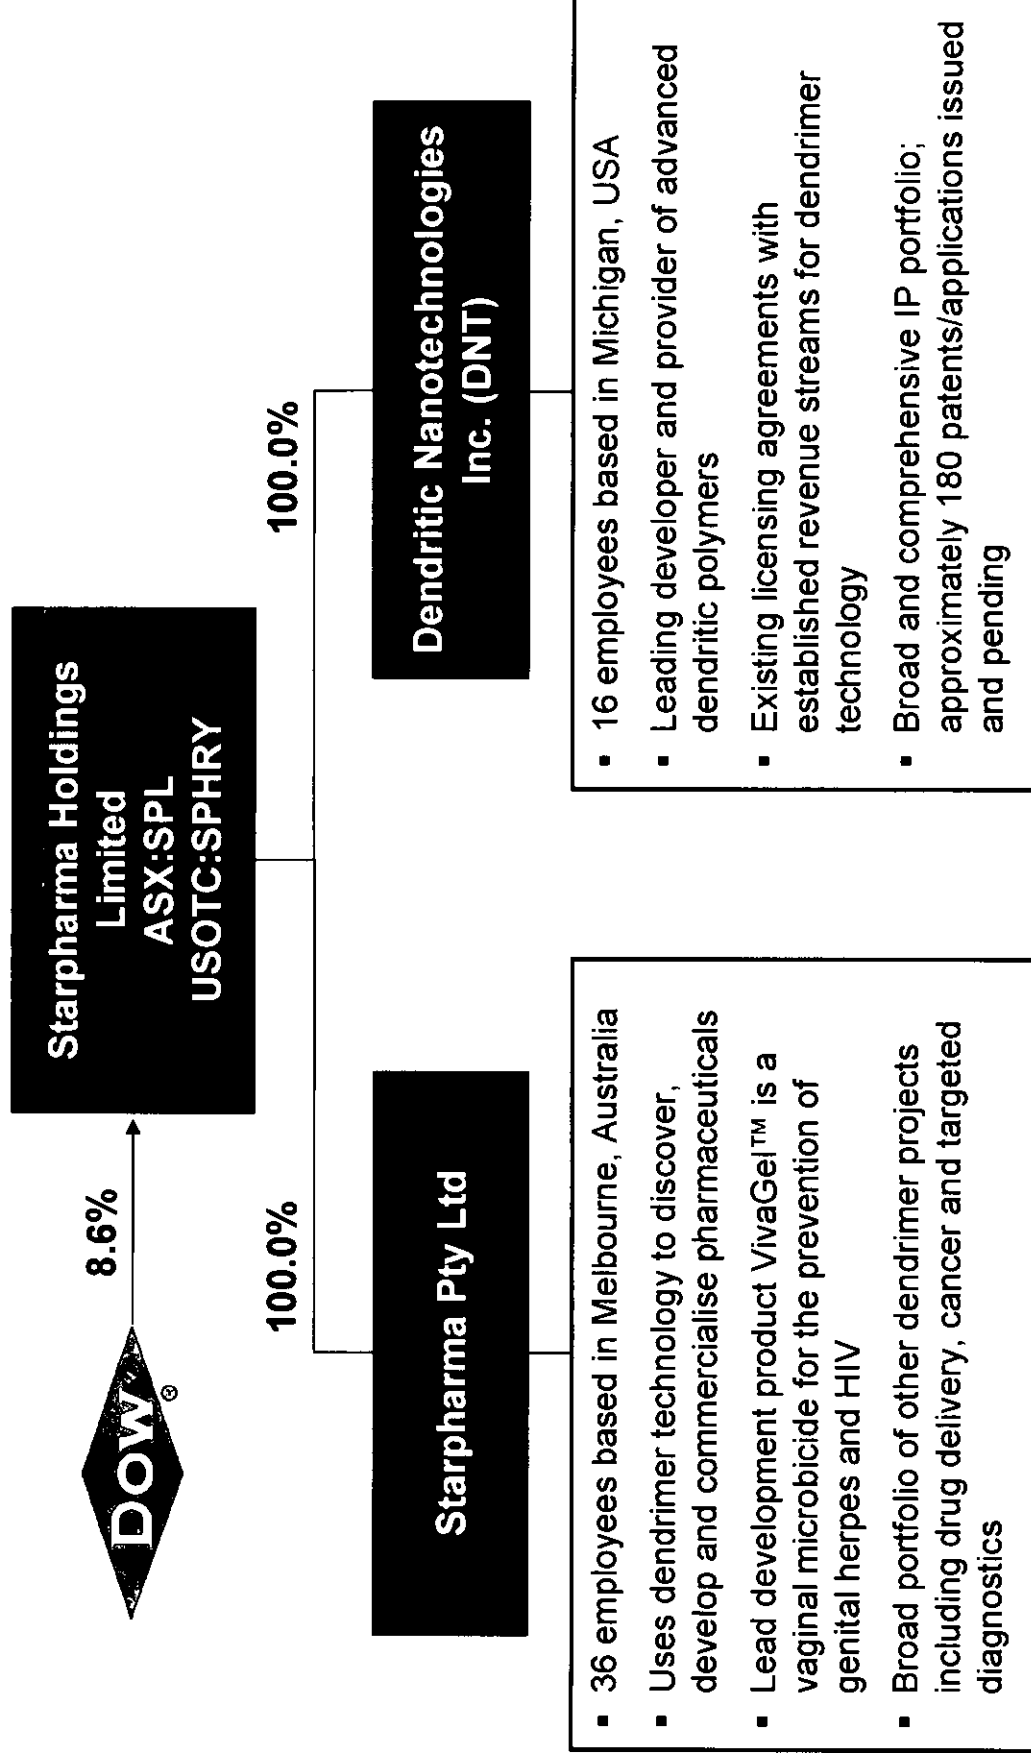 DOW®
8.6%
Starpharma Holdings
Limited
ASX:SPL
USOTC:SPHRY
100.0%
100.0%
Starpharma Pty Ltd
▪ 36 employees based in Melbourne, Australia
▪ Uses dendrimer technology to discover,
develop and commercialise pharmaceuticals
▪ Lead development product VivaGel™ is a
vaginal microbicide for the prevention of
genital herpes and HIV
▪ Broad portfolio of other dendrimer projects
including drug delivery, cancer and targeted
diagnostics
Dendritic Nanotechnologies
Inc. (DNT)
▪ 16 employees based in Michigan, USA
▪ Leading developer and provider of advanced
dendritic polymers
▪ Existing licensing agreements with
established revenue streams for dendrimer
technology
▪ Broad and comprehensive IP portfolio;
approximately 180 patents/applications issued
and pending